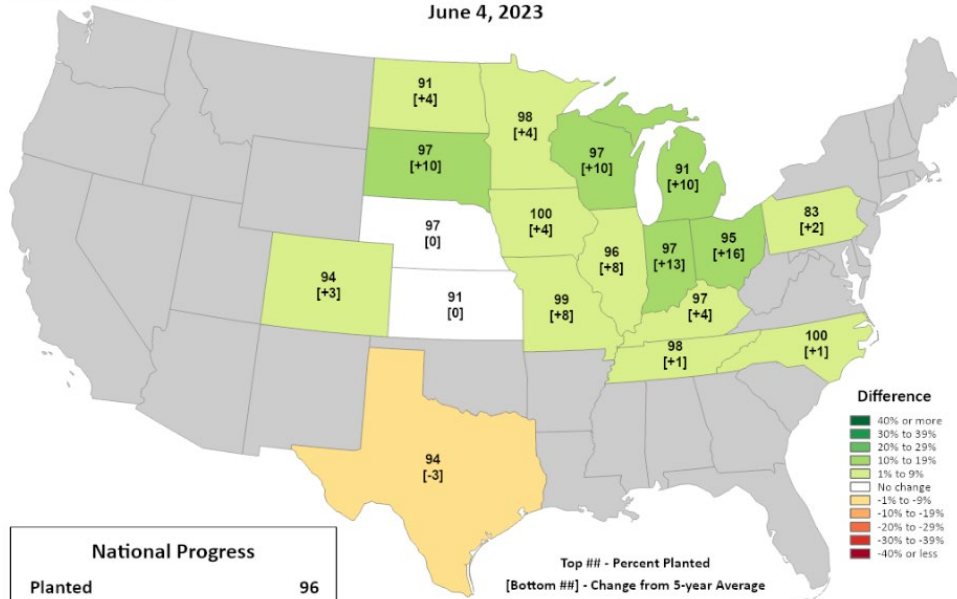 June 4, 2023
91
[+4]
98
[+4]
97
[+10]
97
[+10]
91
[+10]
97
[0]
100
[+4]
83
[+2]
96
[+8]
97
[+13]
95
[+16]
94
[+3]
91
[0]
99
[+8]
97
[+4]
98
[+1]
100
[+1]
94
[-3]
Difference
40% or more
30% to 39%
20% to 29%
10% to 19%
1% to 9%
No change
-1% to -9%
-10% to -19%
-20% to -29%
-30% to -39%
-40% or less
National Progress
Planted 96
Top ## - Percent Planted
[Bottom ##] - Change from 5-year Average